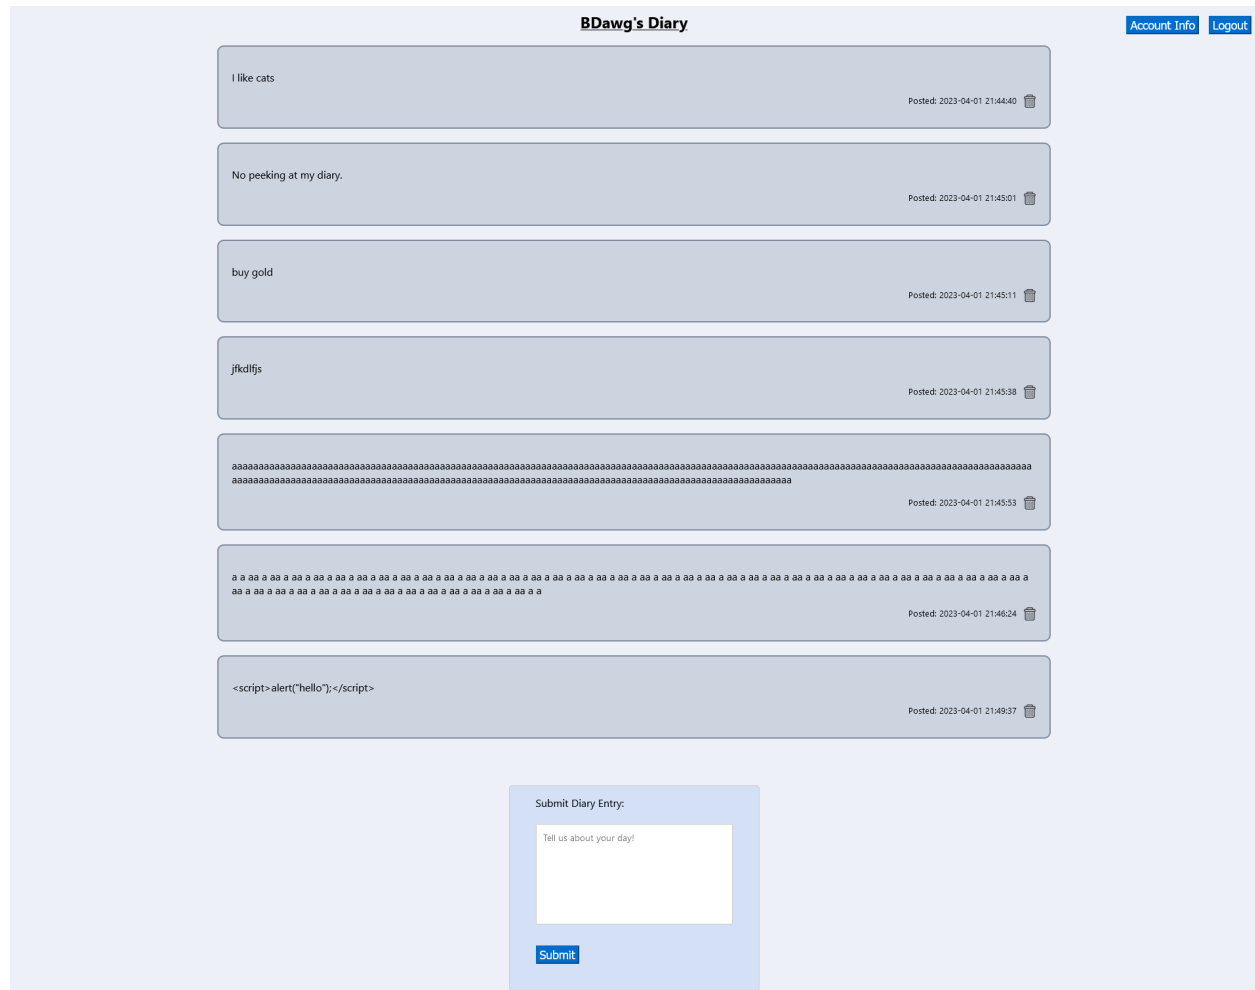 BDawg's Diary
Account Info
Logout
I like cats
Posted: 2023-04-01 21:44:40
No peeking at my diary.
Posted: 2023-04-01 21:45:01
buy gold
Posted: 2023-04-01 21:45:11
jfkdlfjs
Posted: 2023-04-01 21:45:38
Posted: 2023-04-01 21:45:53
Posted: 2023-04-01 21:46:24
<script>alert("hello");</script>
Posted: 2023-04-01 21:49:37
Submit Diary Entry:
Tell us about your day!
Submit